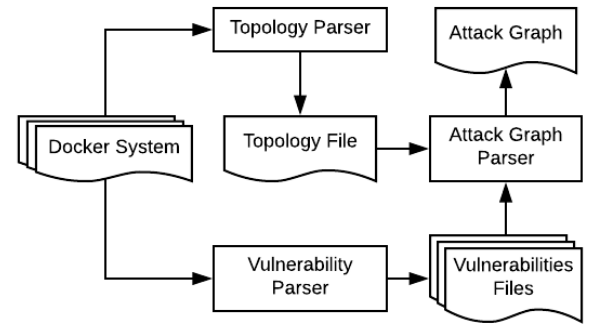 Topology Parser
Attack Graph
Docker System
Topology File
Attack Graph
Parser
Vulnerability
Parser
Vulnerabilities
Files